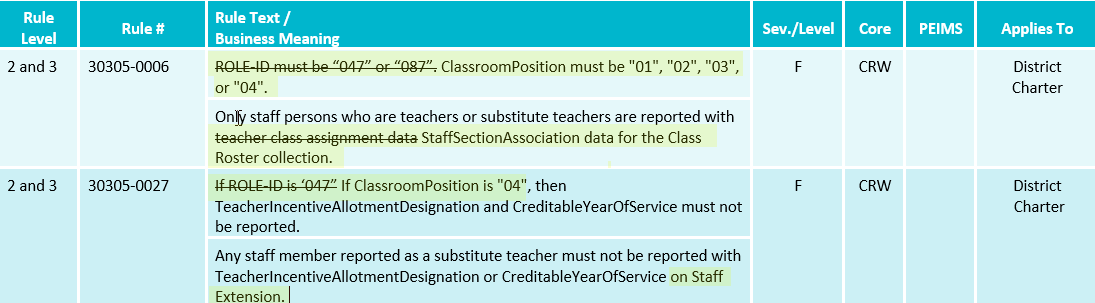 Rule Level Rule # Rule Text / Business Meaning Sev./Level Core PEIMS Applies To
2 and 3 30305-0006 ROLE-ID must be “047” or “087”. ClassroomPosition must be "01", "02", "03", F CRW District
or "04". Charter
Only staff persons who are teachers or substitute teachers are reported with
teacher class assignment data StaffSectionAssociation data for the Class
Roster collection.
2 and 3 30305-0027 If ROLE-ID is ‘047” If ClassroomPosition is "04", then F CRW District
TeacherIncentiveAllotmentDesignation and CreditableYearOfService must not Charter
be reported.
Any staff member reported as a substitute teacher must not be reported with
TeacherIncentiveAllotmentDesignation or CreditableYearOfService on Staff
Extension.